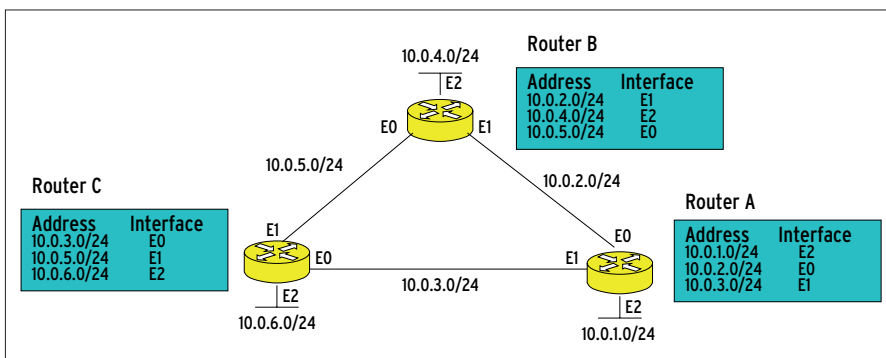 Router B
10.0.4.0/24
E2
Address Interface
10.0.2.0/24 E1
10.0.4.0/24 E2
10.0.5.0/24 E0
E0
E1
10.0.5.0/24
10.0.2.0/24
Router C
Address Interface
10.0.3.0/24 E0
10.0.5.0/24 E1
10.0.6.0/24 E2
Router A
Address Interface
10.0.1.0/24 E2
10.0.2.0/24 E0
10.0.3.0/24 E1
E1
E0
E0
E1
10.0.3.0/24
E2
10.0.6.0/24
E2
10.0.1.0/24